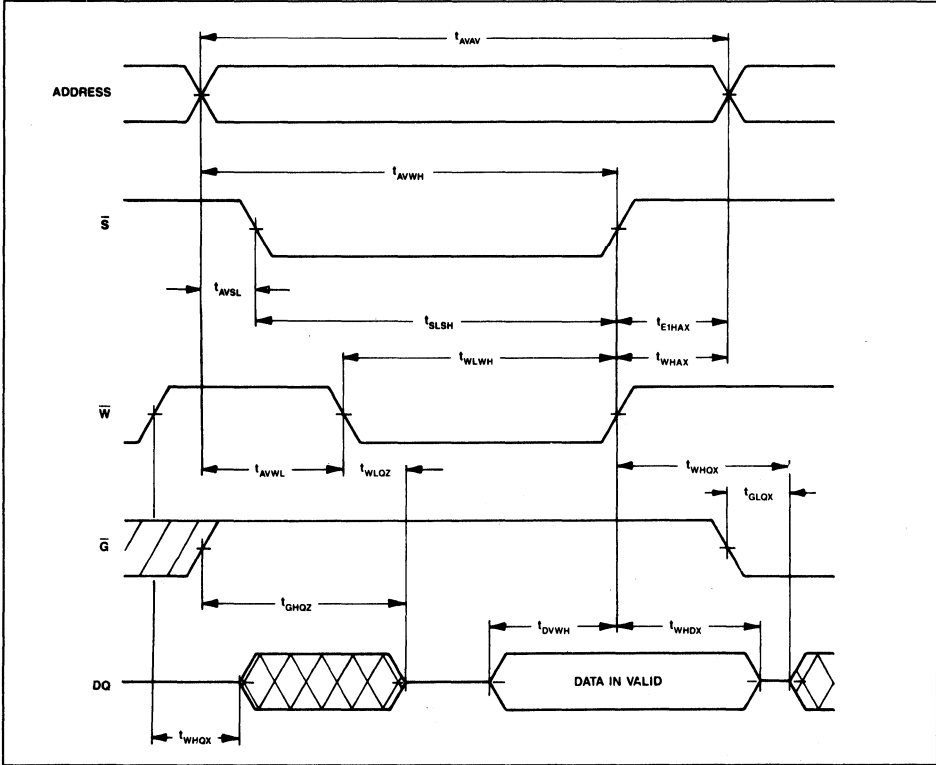 tAVAV
ADDRESS
tAVWH
S̅
tAVSL
tSLSH
tE1HAX
tWLWH
tWHAX
W̅
tAVWL
tWLQZ
tWHQX
tGLQX
G̅
tGHQZ
tDVWH
tWHDX
DQ
DATA IN VALID
tWHQX